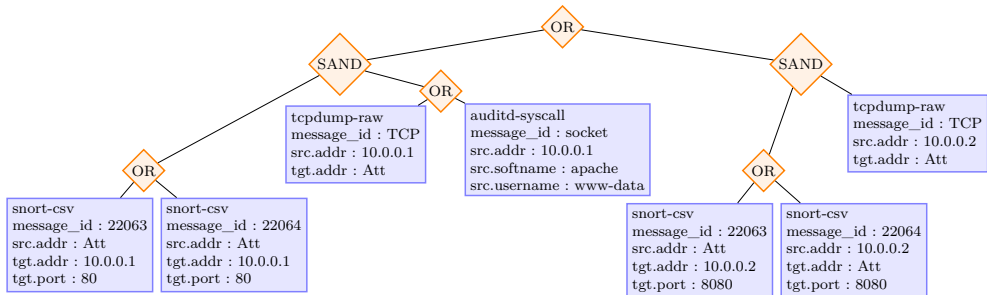 OR
SAND
SAND
OR
tcpdump-raw
message_id : TCP
src.addr : 10.0.0.1
tgt.addr : Att
auditd-syscall
message_id : socket
src.addr : 10.0.0.1
src.softname : apache
src.username : www-data
tcpdump-raw
message_id : TCP
src.addr : 10.0.0.2
tgt.addr : Att
OR
OR
snort-csv
message_id : 22063
src.addr : Att
tgt.addr : 10.0.0.1
tgt.port : 80
snort-csv
message_id : 22064
src.addr : Att
tgt.addr : 10.0.0.1
tgt.port : 80
snort-csv
message_id : 22063
src.addr : Att
tgt.addr : 10.0.0.2
tgt.port : 8080
snort-csv
message_id : 22064
src.addr : 10.0.0.2
tgt.addr : Att
tgt.port : 8080